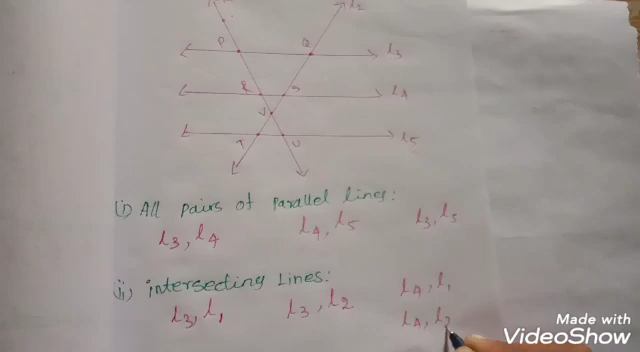 l2
P Q l3
R S l4
V
T U l5
(i) All pairs of parallel lines:
l3, l4 l4, l5 l3, l5
(ii) intersecting Lines:
l3, l1 l3, l2 l4, l1
l4, l2
Made with
VideoShow